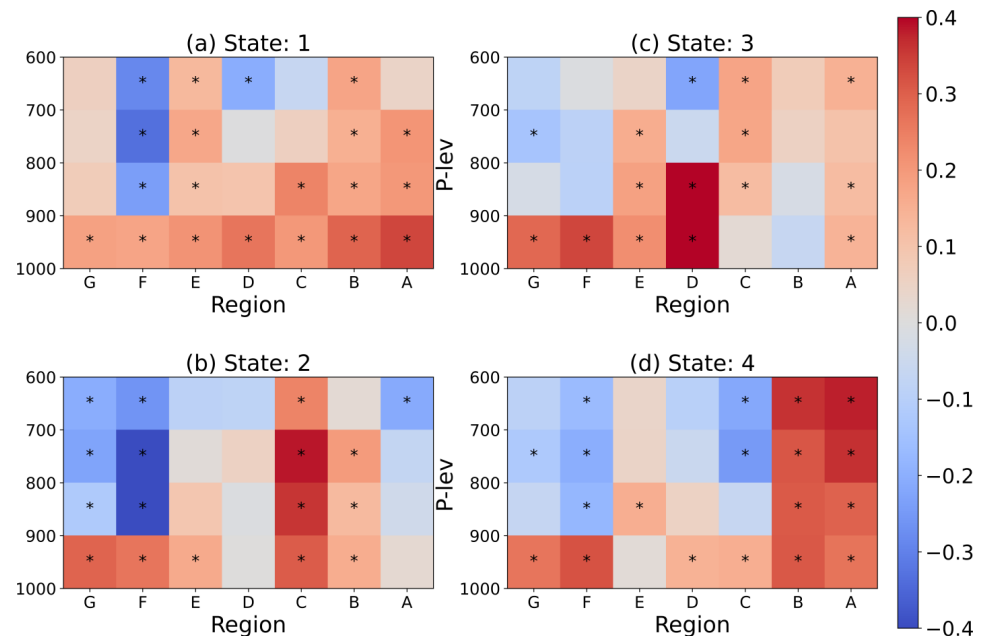 (a) State: 1
600
* * * *
700
* * * *
800
* * * * *
900
* * * * * * *
1000
G F E D C B A
Region
(c) State: 3
600
* * *
700
* * *
800
* * * *
900
* * * * *
1000
G F E D C B A
Region
P-lev
(b) State: 2
600
* * * *
700
* * * *
800
* * * *
900
* * * * *
1000
G F E D C B A
Region
(d) State: 4
600
* * * *
700
* * * * *
800
* * * *
900
* * * * * *
1000
G F E D C B A
Region
P-lev
0.4
0.3
0.2
0.1
0.0
−0.1
−0.2
−0.3
−0.4